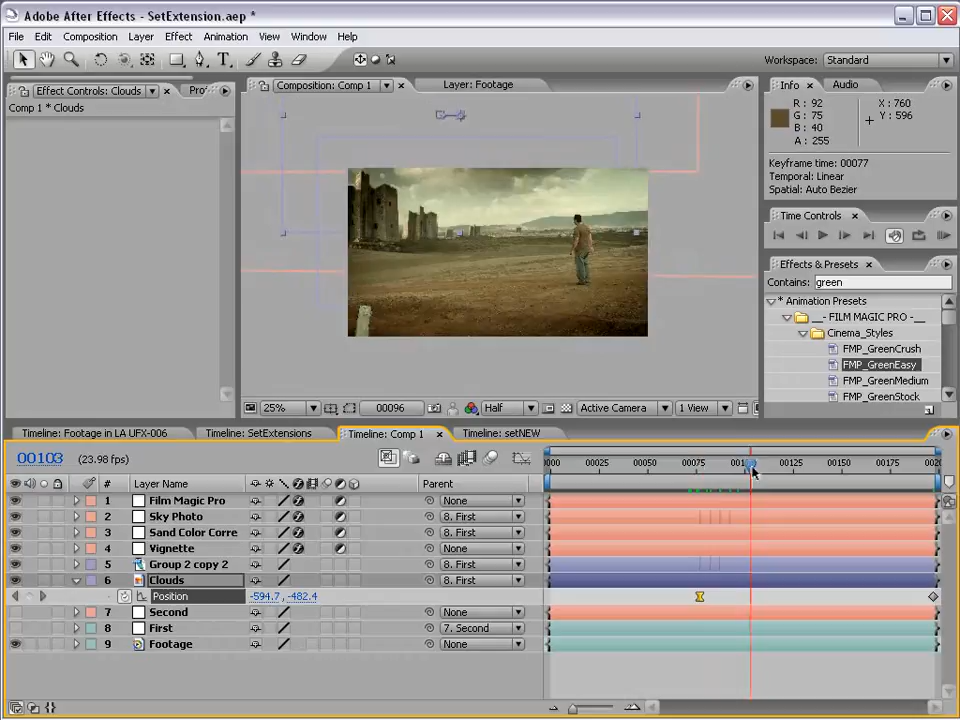 Adobe After Effects - SetExtension.aep *
File Edit Composition Layer Effect Animation View Window Help
Workspace: Standard
Effect Controls: Clouds
Comp 1 * Clouds
Composition: Comp 1
Layer: Footage
25%
00096
Half
Active Camera
1 View
Info Audio
R : 92
G : 75
B : 40
A : 255
X : 760
Y : 596
Keyframe time: 00077
Temporal: Linear
Spatial: Auto Bezier
Time Controls
Effects & Presets
Contains: green
* Animation Presets
__- FILM MAGIC PRO -__
Cinema_Styles
FMP_GreenCrush
FMP_GreenEasy
FMP_GreenMedium
FMP_GreenStock
Timeline: Footage in LA UFX-006 Timeline: SetExtensions Timeline: Comp 1 Timeline: setNEW
00103 (23.98 fps)
00025 00050 00075 00125 00150 00175
# Layer Name Parent
1 Film Magic Pro None
2 Sky Photo 8. First
3 Sand Color Corre 8. First
4 Vignette None
5 Group 2 copy 2 8. First
6 Clouds 8. First
Position -594.7, -482.4
7 Second None
8 First 7. Second
9 Footage None